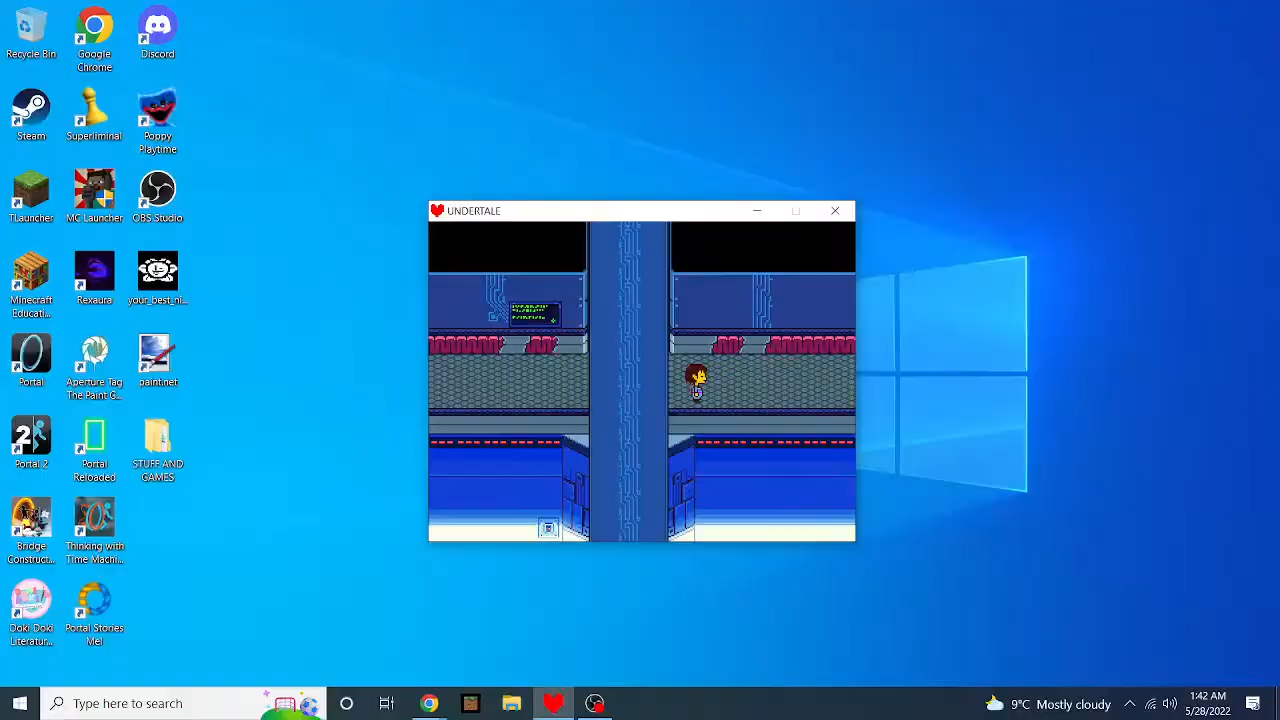 Recycle Bin
Google
Chrome
Discord
Steam
Superliminal
Poppy
Playtime
TLauncher
MC Launcher
OBS Studio
Minecraft
Educati...
Rexaura
your_best_ni...
Portal
Aperture Tag
The Paint G...
paint.net
Portal 2
Portal
Reloaded
STUFF AND
GAMES
Bridge
Construct...
Thinking with
Time Machi...
Doki Doki
Literatur...
Portal Stories
Mel
UNDERTALE
Type here to search
9°C Mostly cloudy
1:42 AM
5/28/2022